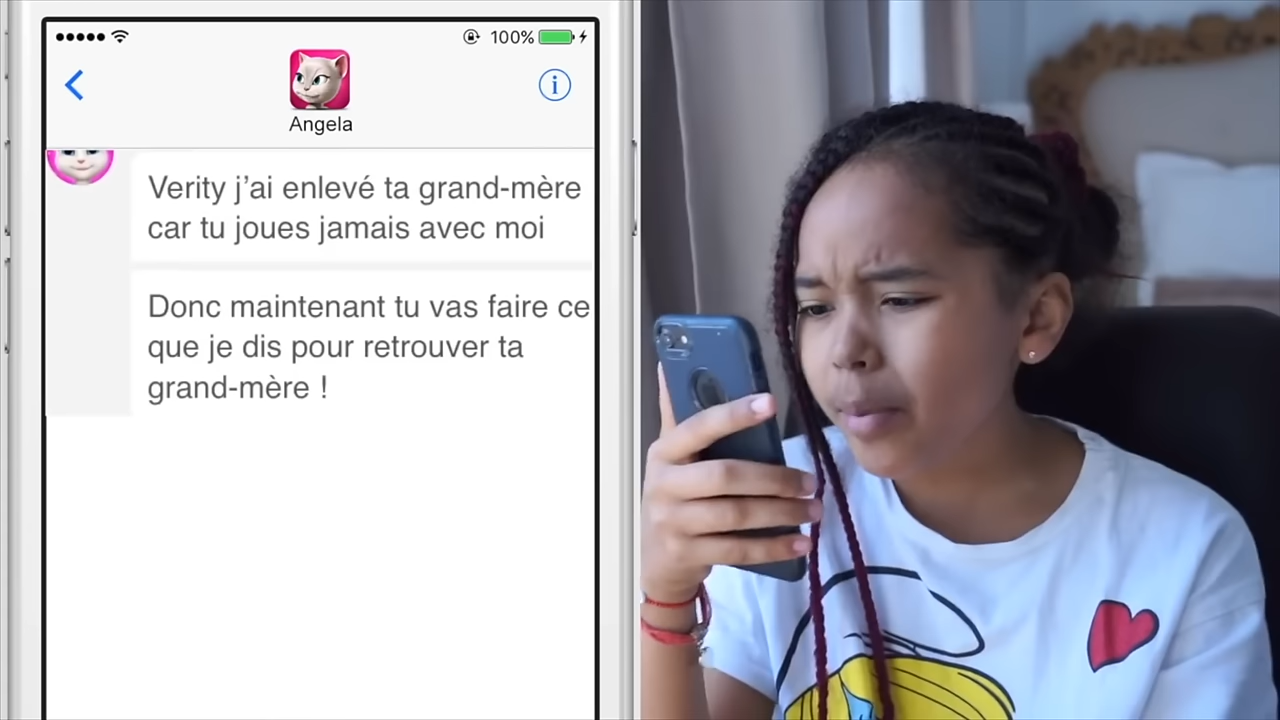 100%
Angela
Verity j’ai enlevé ta grand-mère
car tu joues jamais avec moi
Donc maintenant tu vas faire ce
que je dis pour retrouver ta
grand-mère !